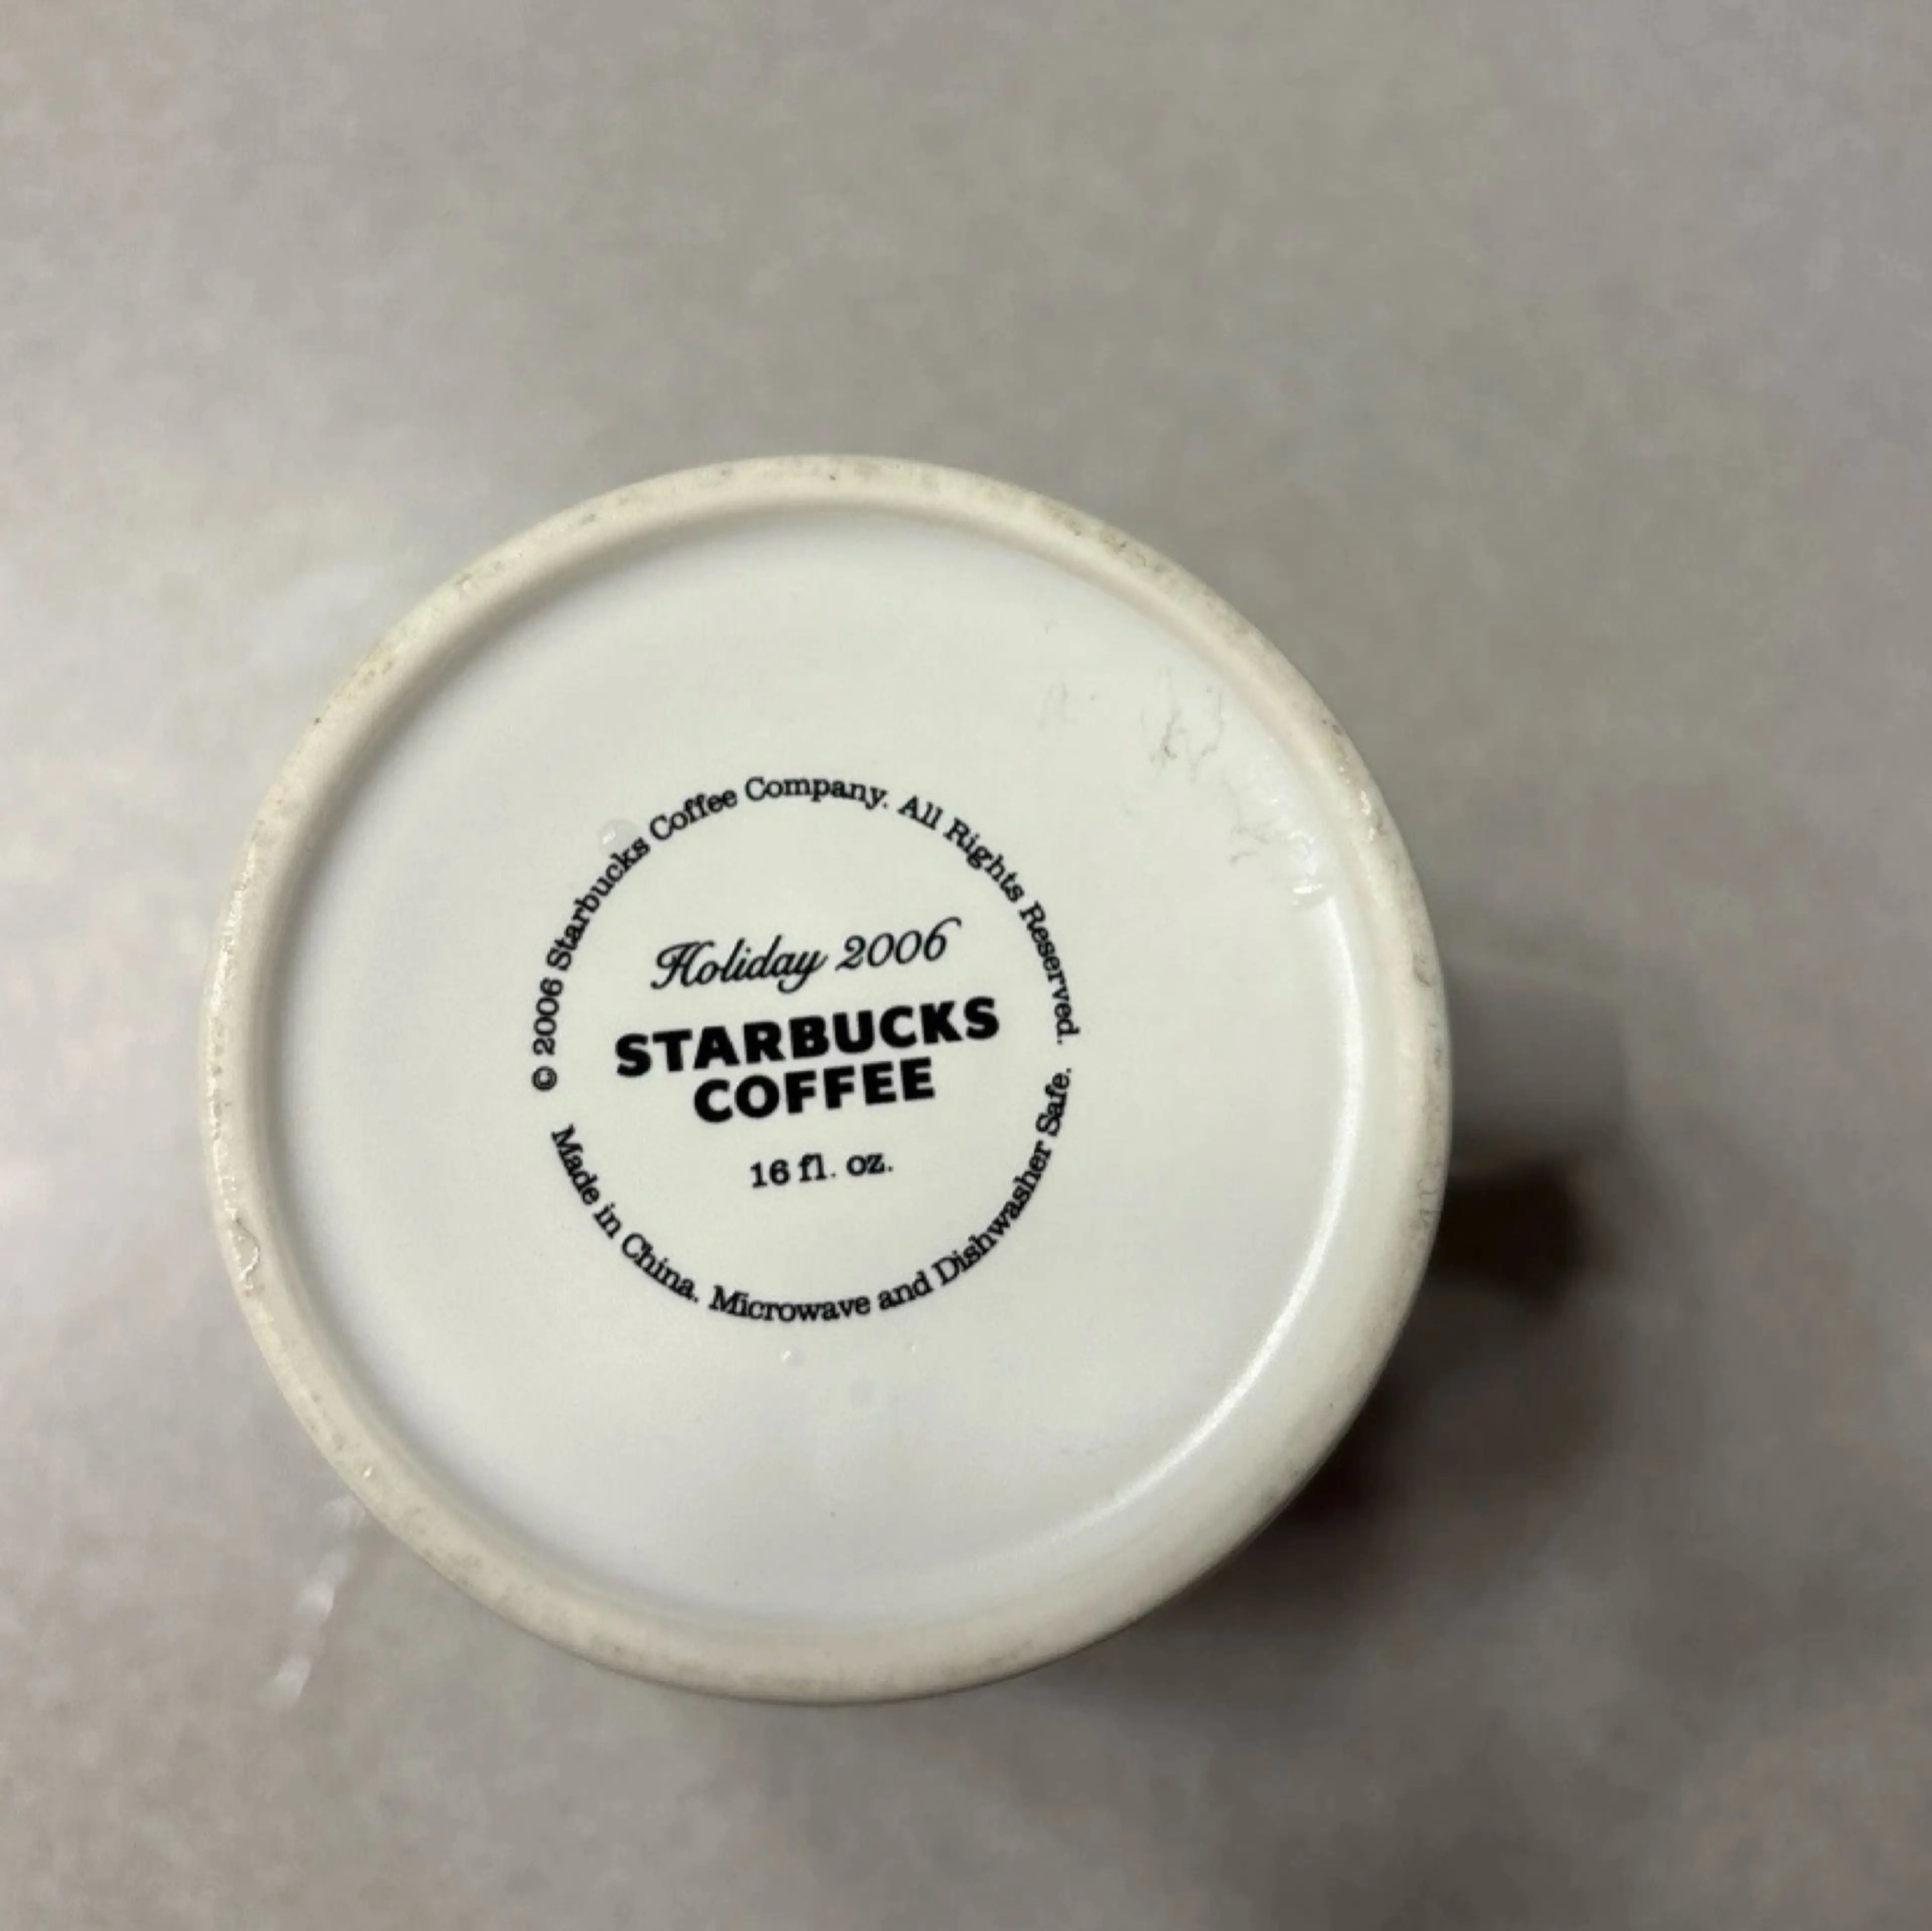 © 2006 Starbucks Coffee Company. All Rights Reserved.
Holiday 2006
STARBUCKS
COFFEE
16 fl. oz.
Made in China. Microwave and Dishwasher Safe.